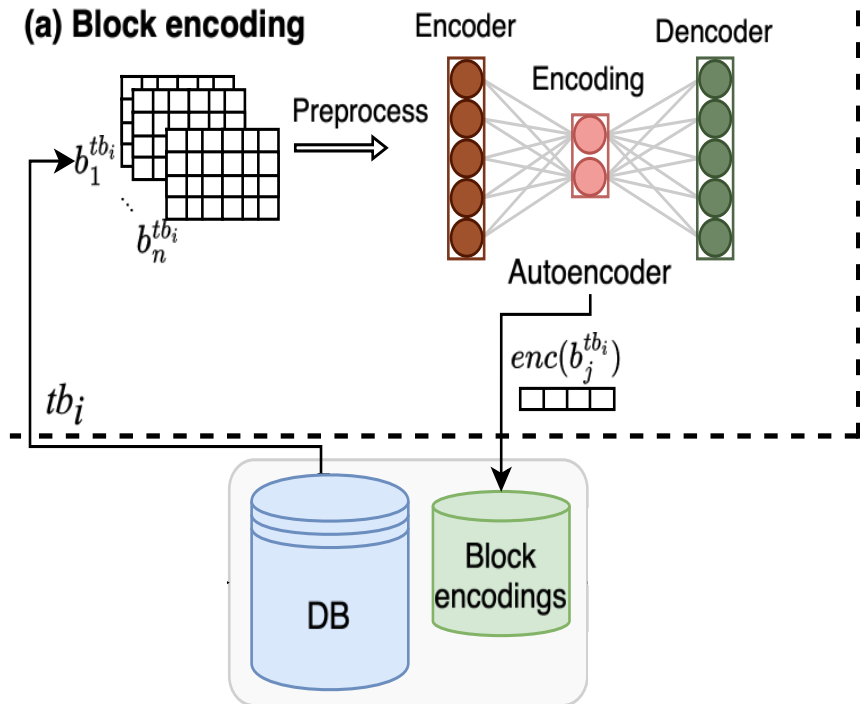 (a) Block encoding
Encoder
Dencoder
Encoding
Preprocess
b_1^{tb_i}
⋱
b_n^{tb_i}
Autoencoder
enc(b_j^{tb_i})
tb_i
DB
Block
encodings